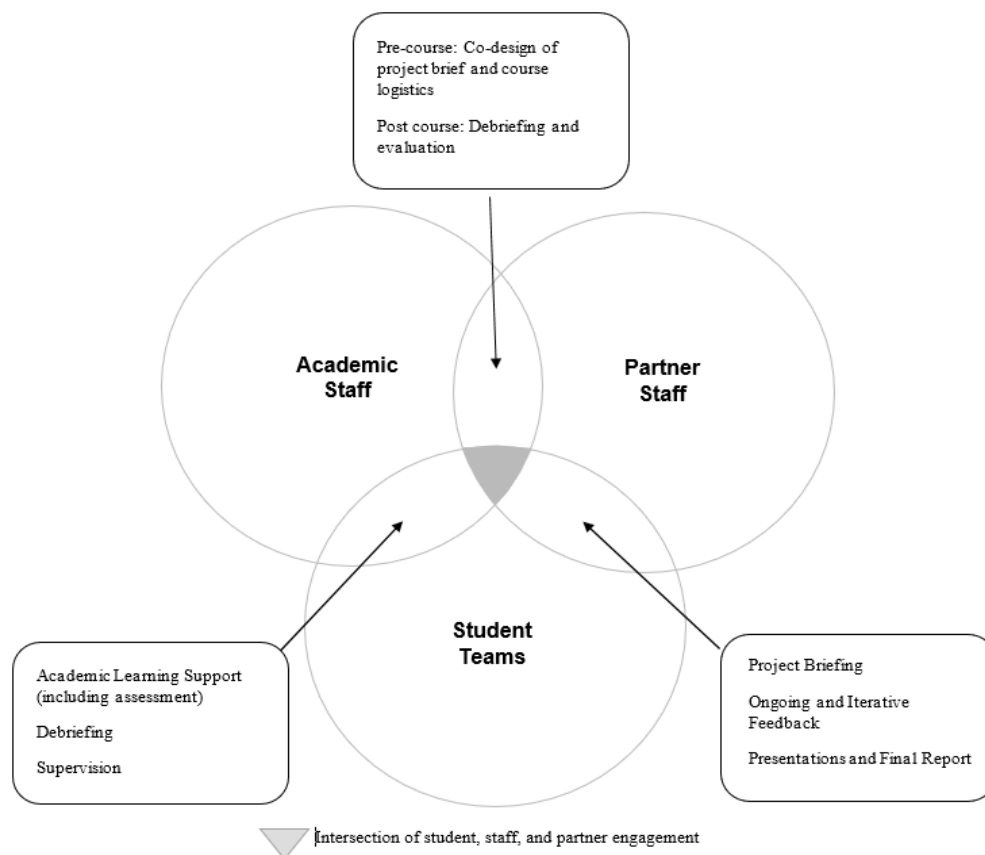 Pre-course: Co-design of
project brief and course
logistics
Post course: Debriefing and
evaluation
Academic
Staff
Partner
Staff
Student
Teams
Academic Learning Support
(including assessment)
Debriefing
Supervision
Project Briefing
Ongoing and Iterative
Feedback
Presentations and Final Report
Intersection of student, staff, and partner engagement